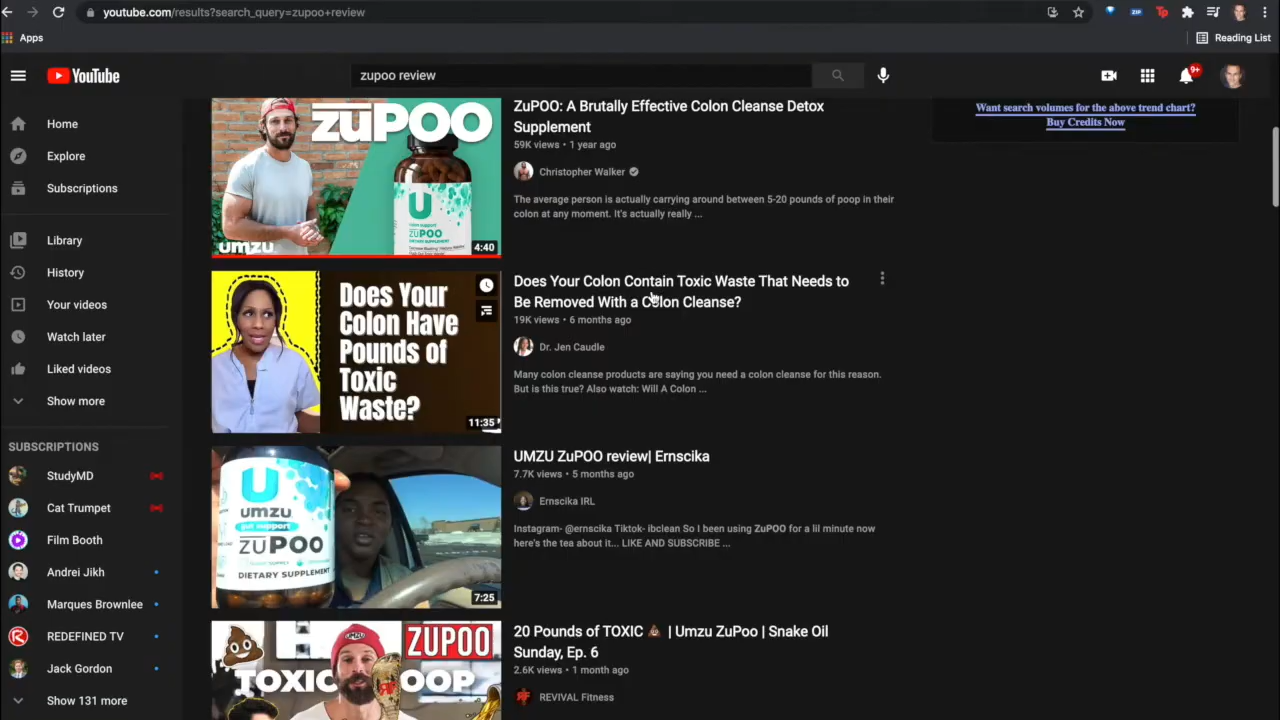 youtube.com/results?search_query=zupoo+review
Apps
Reading List
YouTube
zupoo review
9+
Home
Explore
Subscriptions
Library
History
Your videos
Watch later
Liked videos
Show more
SUBSCRIPTIONS
StudyMD
Cat Trumpet
Film Booth
Andrei Jikh
Marques Brownlee
REDEFINED TV
Jack Gordon
Show 131 more
zuPOO
U
zuPOO
DIETARY SUPPLEMENT
umzu
4:40
ZuPOO: A Brutally Effective Colon Cleanse Detox
Supplement
59K views • 1 year ago
Christopher Walker
The average person is actually carrying around between 5-20 pounds of poop in their
colon at any moment. It's actually really ...
Does Your
Colon Have
Pounds of
Toxic
Waste?
11:35
Does Your Colon Contain Toxic Waste That Needs to
Be Removed With a Colon Cleanse?
19K views • 6 months ago
Dr. Jen Caudle
Many colon cleanse products are saying you need a colon cleanse for this reason.
But is this true? Also watch: Will A Colon ...
U
umzu
gut support
zuPOO
DIETARY SUPPLEMENT
7:25
UMZU ZuPOO review| Ernscika
7.7K views • 5 months ago
Ernscika IRL
Instagram- @ernscika Tiktok- ibclean So I been using ZuPOO for a lil minute now
here's the tea about it... LIKE AND SUBSCRIBE ...
ZUPOO
TOXIC
OOP
20 Pounds of TOXIC 💩 | Umzu ZuPoo | Snake Oil
Sunday, Ep. 6
2.6K views • 1 month ago
REVIVAL Fitness
Want search volumes for the above trend chart?
Buy Credits Now